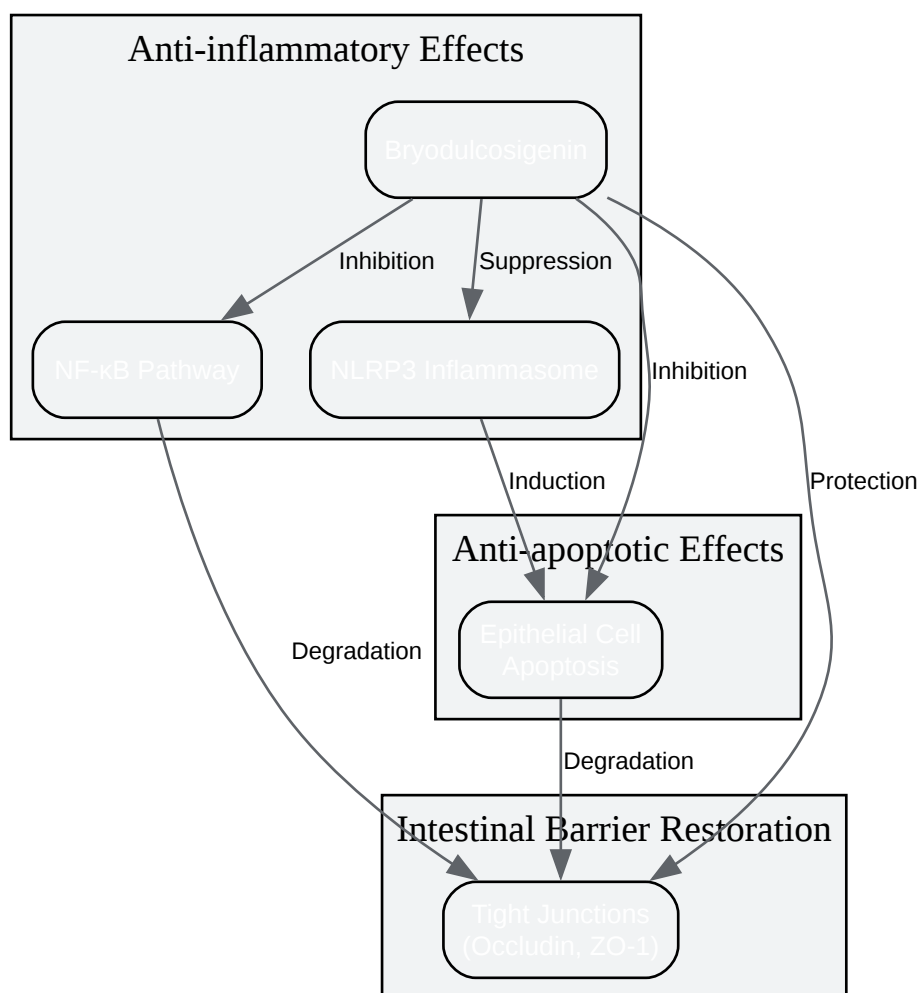 Anti-inflammatory Effects
Bryodulcosigenin
Inhibition
Suppression
NF-κB Pathway
NLRP3 Inflammasome
Inhibition
Induction
Protection
Anti-apoptotic Effects
Epithelial Cell
Apoptosis
Degradation
Degradation
Intestinal Barrier Restoration
Tight Junctions
(Occludin, ZO-1)